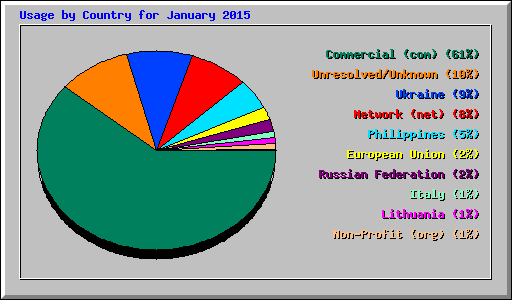 Usage by Country for January 2015
Commercial (com) (61%)
Unresolved/Unknown (10%)
Ukraine (9%)
Network (net) (8%)
Philippines (5%)
European Union (2%)
Russian Federation (2%)
Italy (1%)
Lithuania (1%)
Non-Profit (org) (1%)